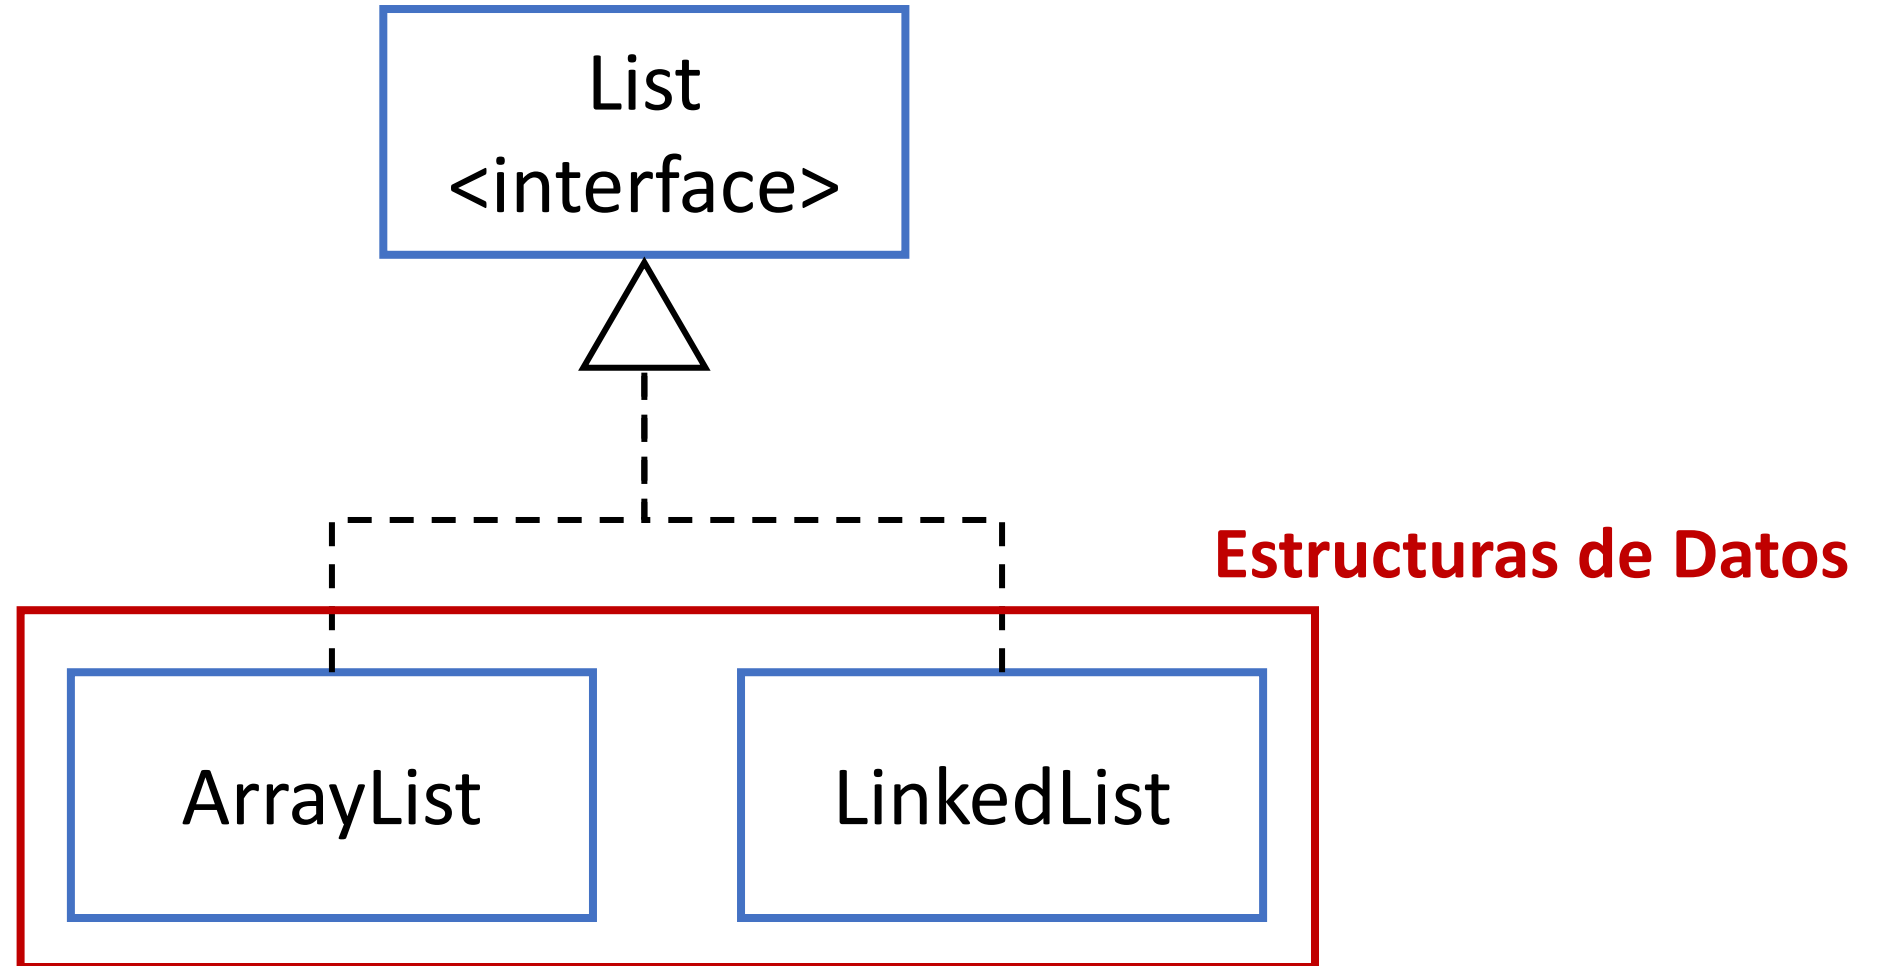 List
<interface>
Estructuras de Datos
ArrayList
LinkedList